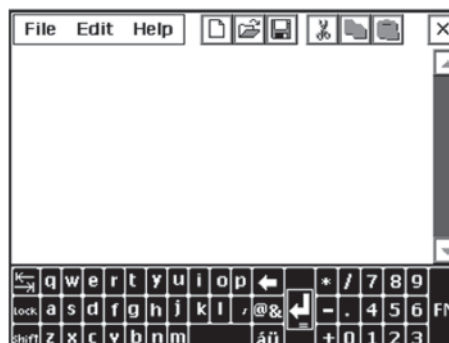 File Edit Help
q w e r t y u i o p * / 7 8 9
Lock a s d f g h j k l , @& - . 4 5 6 FN
Shift z x c v b n m áü + 0 1 2 3